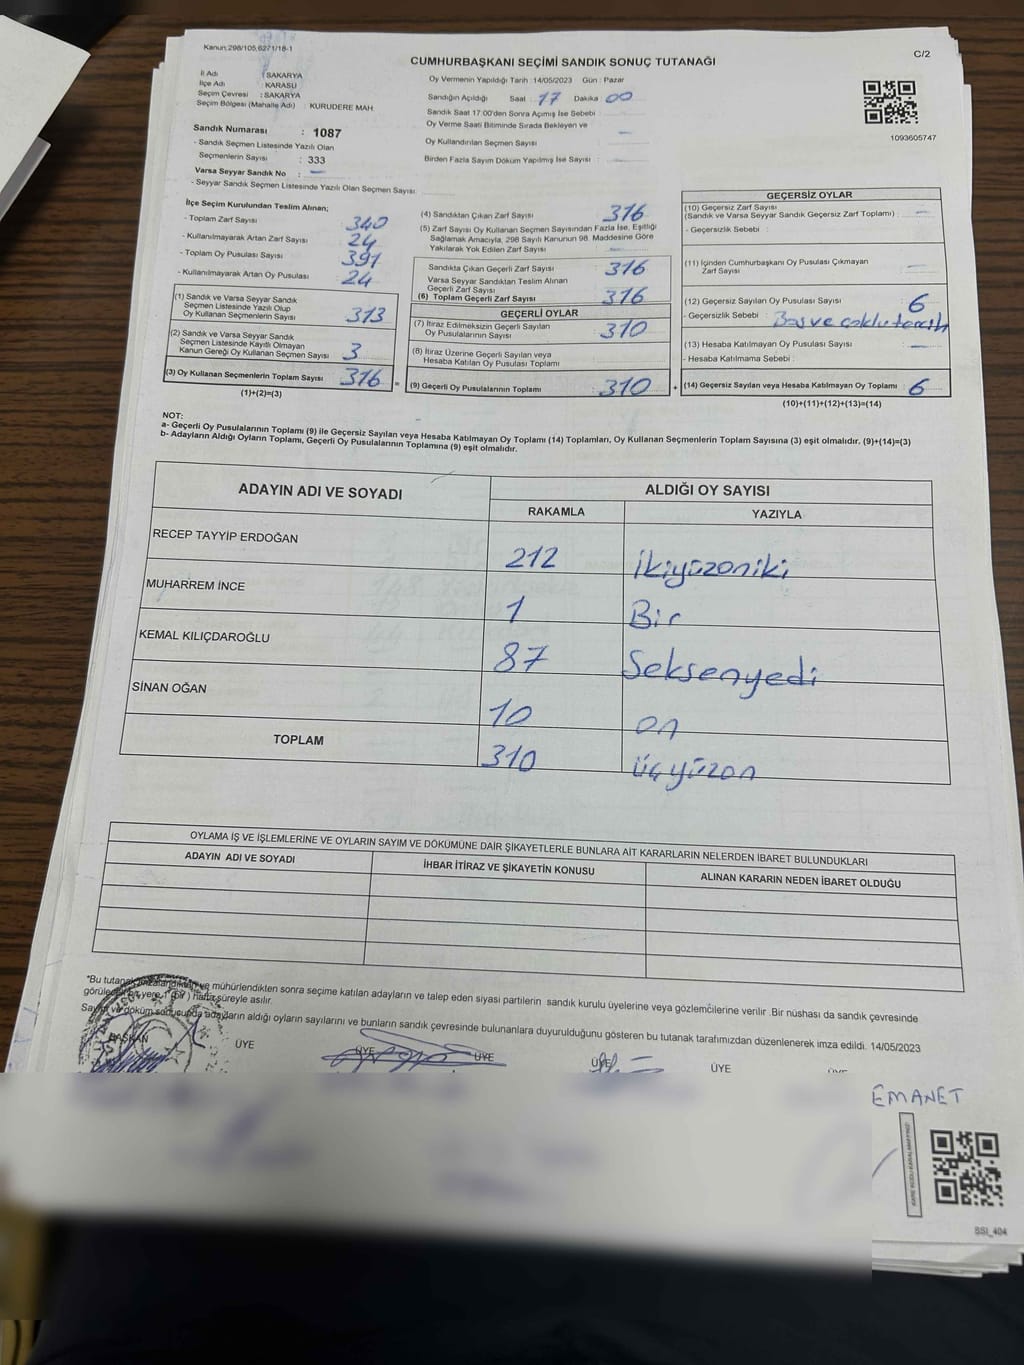 Kanun;298/105,6271/18-1
C/2
CUMHURBAŞKANI SEÇİMİ SANDIK SONUÇ TUTANAĞI
İl Adı : SAKARYA
İlçe Adı : KARASU
Seçim Çevresi : SAKARYA
Seçim Bölgesi (Mahalle Adı) : KURUDERE MAH.
Sandık Numarası : 1087
- Sandık Seçmen Listesinde Yazılı Olan
Seçmenlerin Sayısı : 333
Varsa Seyyar Sandık No : –
- Seyyar Sandık Seçmen Listesinde Yazılı Olan Seçmen Sayısı:
Oy Vermenin Yapıldığı Tarih : 14/05/2023 Gün : Pazar
Sandığın Açıldığı Saat : 17 Dakika : 00
Sandık Saat 17:00'den Sonra Açımış İse Sebebi :
Oy Verme Saati Bitiminde Sırada Bekleyen ve
Oy Kullandırılan Seçmen Sayısı : –
Birden Fazla Sayım Döküm Yapılmış İse Sayısı :
1093605747
İlçe Seçim Kurulundan Teslim Alınan;
- Toplam Zarf Sayısı 340
- Kullanılmayarak Artan Zarf Sayısı 24
- Toplam Oy Pusulası Sayısı 391
- Kullanılmayarak Artan Oy Pusulası 24
(1) Sandık ve Varsa Seyyar Sandık
Seçmen Listesinde Yazılı Olup
Oy Kullanan Seçmenlerin Sayısı 313
(2) Sandık ve Varsa Seyyar Sandık
Seçmen Listesinde Kayıtlı Olmayan
Kanun Gereği Oy Kullanan Seçmen Sayısı 3
(3) Oy Kullanan Seçmenlerin Toplam Sayısı 316 =
(1)+(2)=(3)
(4) Sandıktan Çıkan Zarf Sayısı 316
(5) Zarf Sayısı Oy Kullanan Seçmen Sayısından Fazla İse, Eşitliği
Sağlamak Amacıyla, 298 Sayılı Kanunun 98. Maddesine Göre
Yakılarak Yok Edilen Zarf Sayısı :
Sandıkta Çıkan Geçerli Zarf Sayısı 316
Varsa Seyyar Sandıktan Teslim Alınan
Geçerli Zarf Sayısı
(6) Toplam Geçerli Zarf Sayısı 316
GEÇERLİ OYLAR
(7) İtiraz Edilmeksizin Geçerli Sayılan
Oy Pusulalarının Sayısı : 310
(8) İtiraz Üzerine Geçerli Sayılan veya
Hesaba Katılan Oy Pusulası Toplamı
(9) Geçerli Oy Pusulalarının Toplamı : 310 +
GEÇERSİZ OYLAR
(10) Geçersiz Zarf Sayısı
(Sandık ve Varsa Seyyar Sandık Geçersiz Zarf Toplamı) : –
- Geçersizlik Sebebi :
(11) İçinden Cumhurbaşkanı Oy Pusulası Çıkmayan
Zarf Sayısı : –
(12) Geçersiz Sayılan Oy Pusulası Sayısı : 6
- Geçersizlik Sebebi : Boş ve çoklu tercih
(13) Hesaba Katılmayan Oy Pusulası Sayısı : –
- Hesaba Katılmama Sebebi :
(14) Geçersiz Sayılan veya Hesaba Katılmayan Oy Toplamı : 6
(10)+(11)+(12)+(13)=(14)
NOT:
a- Geçerli Oy Pusulalarının Toplamı (9) ile Geçersiz Sayılan veya Hesaba Katılmayan Oy Toplamı (14) Toplamları, Oy Kullanan Seçmenlerin Toplam Sayısına (3) eşit olmalıdır. (9)+(14)=(3)
b- Adayların Aldığı Oyların Toplamı, Geçerli Oy Pusulalarının Toplamına (9) eşit olmalıdır.
ADAYIN ADI VE SOYADI ALDIĞI OY SAYISI
RAKAMLA YAZIYLA
RECEP TAYYİP ERDOĞAN 212 İkiyüzoniki
MUHARREM İNCE 1 Bir
KEMAL KILIÇDAROĞLU 87 Seksenyedi
SİNAN OĞAN 10 on
TOPLAM 310 üçyüzon
OYLAMA İŞ VE İŞLEMLERİNE VE OYLARIN SAYIM VE DÖKÜMÜNE DAİR ŞİKAYETLERLE BUNLARA AİT KARARLARIN NELERDEN İBARET BULUNDUKLARI
ADAYIN ADI VE SOYADI İHBAR İTİRAZ VE ŞİKAYETİN KONUSU ALINAN KARARIN NEDEN İBARET OLDUĞU
*Bu tutanak imzalandıktan ve mühürlendikten sonra seçime katılan adayların ve talep eden siyasi partilerin sandık kurulu üyelerine veya gözlemcilerine verilir .Bir nüshası da sandık çevresinde
görülecek bir yere 1 (bir ) hafta süreyle asılır.
Sayım ve döküm sonucunda adayların aldığı oyların sayılarını ve bunların sandık çevresinde bulunanlara duyurulduğunu gösteren bu tutanak tarafımızdan düzenlenerek imza edildi. 14/05/2023
BAŞKAN ÜYE ÜYE ÜYE ÜYE ÜYE ÜYE
EMANET
SSI_404